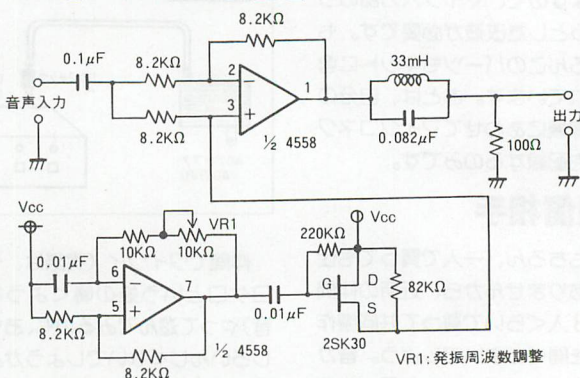 8.2KΩ
0.1μF
8.2KΩ
2
1
3
8.2KΩ
音声入力
½ 4558
33mH
0.082μF
出力
100Ω
Vcc
10KΩ
10KΩ
VR1
0.01μF
6
7
5
8.2KΩ
½ 4558
8.2KΩ
0.01μF
Vcc
220KΩ
G
D
S
82KΩ
2SK30
VR1:発振周波数調整